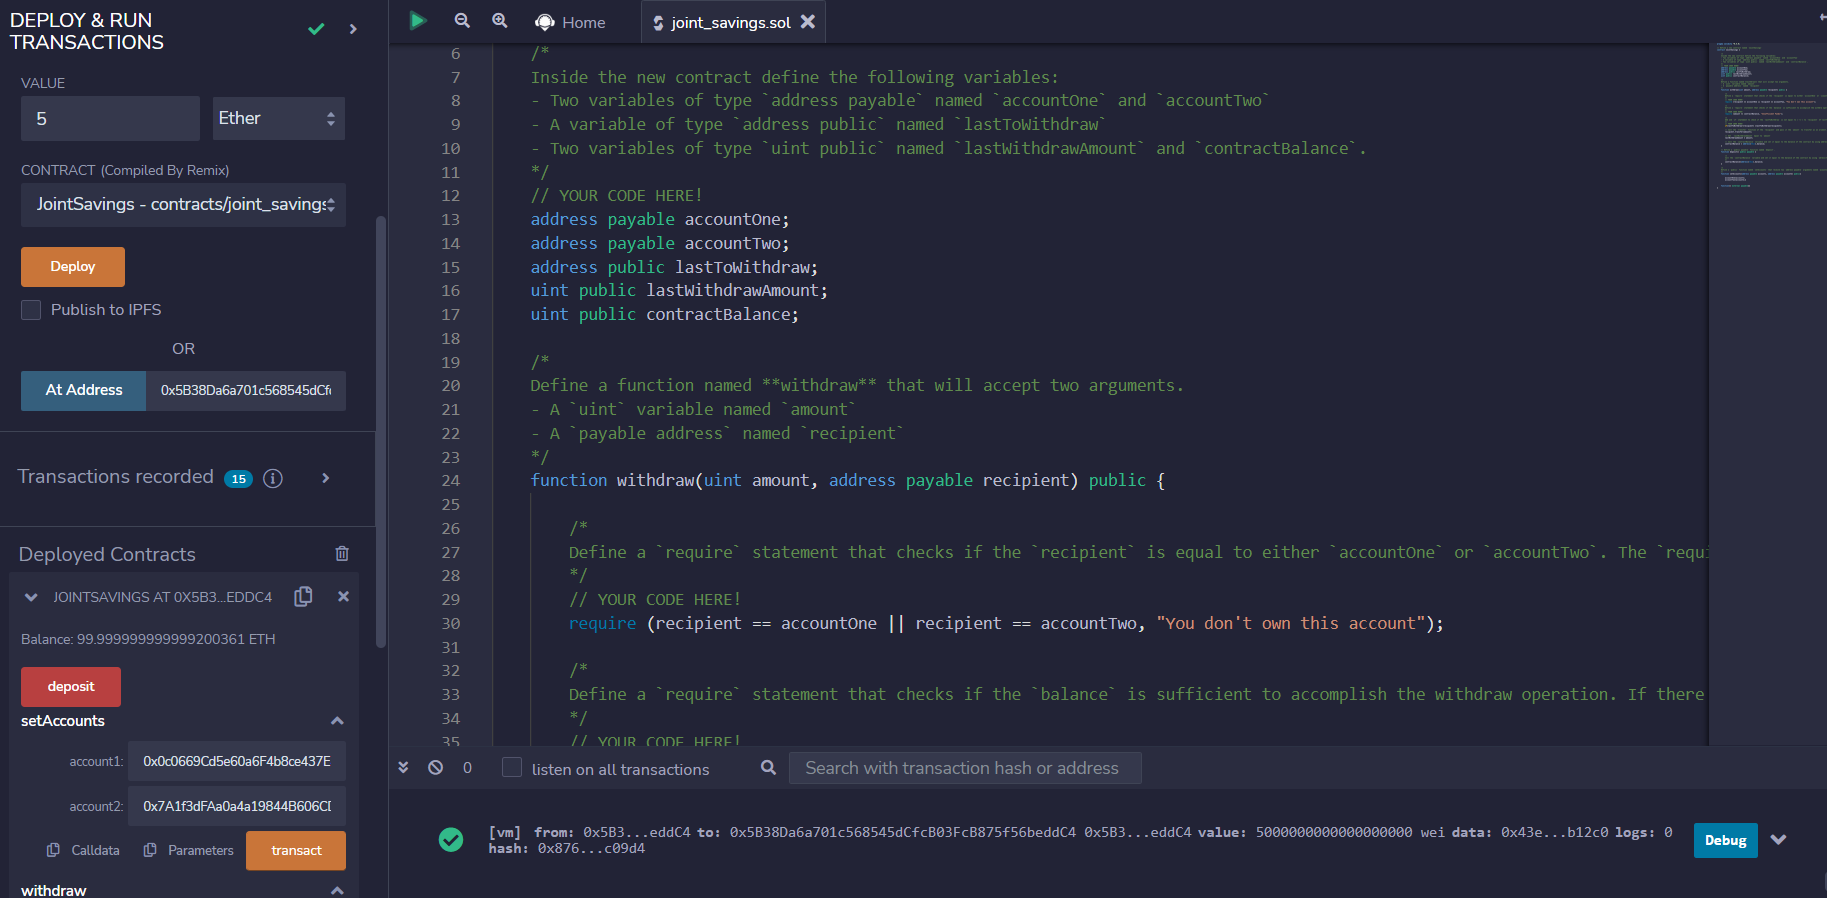 DEPLOY & RUN
TRANSACTIONS
VALUE
5
Ether
CONTRACT (Compiled By Remix)
JointSavings - contracts/joint_savings
Deploy
Publish to IPFS
OR
At Address
0x5B38Da6a701c568545dCf
Transactions recorded 15
Deployed Contracts
JOINTSAVINGS AT 0X5B3...EDDC4
Balance: 99.999999999999200361 ETH
deposit
setAccounts
account1: 0x0c0669Cd5e60a6F4b8ce437E
account2: 0x7A1f3dFAa0a4a19844B606CD
Calldata Parameters transact
withdraw
Home
joint_savings.sol
6 /*
7 Inside the new contract define the following variables:
8 - Two variables of type `address payable` named `accountOne` and `accountTwo`
9 - A variable of type `address public` named `lastToWithdraw`
10 - Two variables of type `uint public` named `lastWithdrawAmount` and `contractBalance`.
11 */
12 // YOUR CODE HERE!
13 address payable accountOne;
14 address payable accountTwo;
15 address public lastToWithdraw;
16 uint public lastWithdrawAmount;
17 uint public contractBalance;
18
19 /*
20 Define a function named **withdraw** that will accept two arguments.
21 - A `uint` variable named `amount`
22 - A `payable address` named `recipient`
23 */
24 function withdraw(uint amount, address payable recipient) public {
25
26 /*
27 Define a `require` statement that checks if the `recipient` is equal to either `accountOne` or `accountTwo`. The `requi
28 */
29 // YOUR CODE HERE!
30 require (recipient == accountOne || recipient == accountTwo, "You don't own this account");
31
32 /*
33 Define a `require` statement that checks if the `balance` is sufficient to accomplish the withdraw operation. If there
34 */
35 // YOUR CODE HERE!
0
listen on all transactions
Search with transaction hash or address
[vm] from: 0x5B3...eddC4 to: 0x5B38Da6a701c568545dCfcB03FcB875f56beddC4 0x5B3...eddC4 value: 5000000000000000000 wei data: 0x43e...b12c0 logs: 0
hash: 0x876...c09d4
Debug